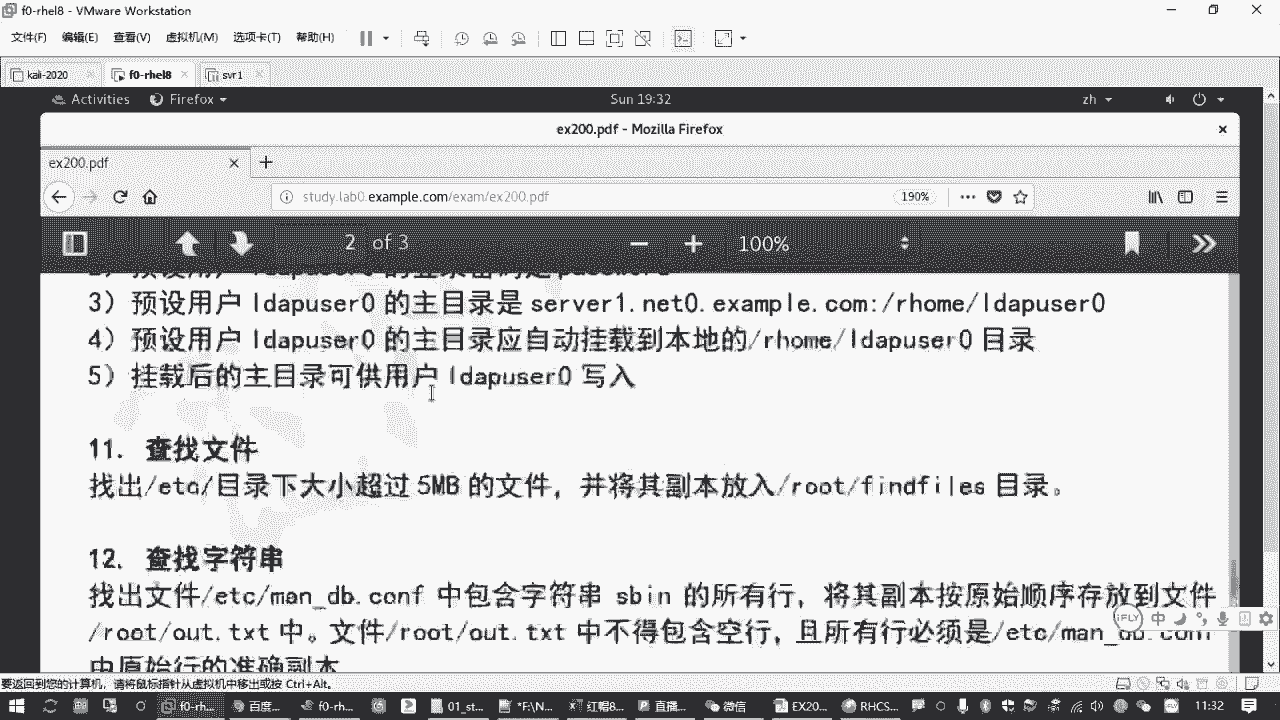 f0-rhel8 - VMware Workstation
文件(F) 编辑(E) 查看(V) 虚拟机(M) 选项卡(T) 帮助(H)
kali-2020 f0-rhel8 svr1
Activities Firefox Sun 19:32 zh
ex200.pdf - Mozilla Firefox
ex200.pdf
study.lab0.example.com/exam/ex200.pdf 190%
2 of 3 100%
3) 预设用户 ldapuser0 的主目录是 server1.net0.example.com:/rhome/ldapuser0
4) 预设用户 ldapuser0 的主目录应自动挂载到本地的/rhome/ldapuser0 目录
5) 挂载后的主目录可供用户 ldapuser0 写入
11. 查找文件
找出/etc/目录下大小超过 5MB 的文件，并将其副本放入/root/findfiles 目录。
12. 查找字符串
找出文件/etc/man_db.conf 中包含字符串 sbin 的所有行，将其副本按原始顺序存放到文件
/root/out.txt 中。文件/root/out.txt 中不得包含空行，且所有行必须是/etc/man_db.conf
中原始行的准确副本
iFLY 中
要返回到您的计算机，请将鼠标指针从虚拟机中移出或按 Ctrl+Alt。
f0-rh... 百度... f0-rh... 01_st... *F:\N... 红帽8... 直播... 微信 EX20... RHCS... 11:32